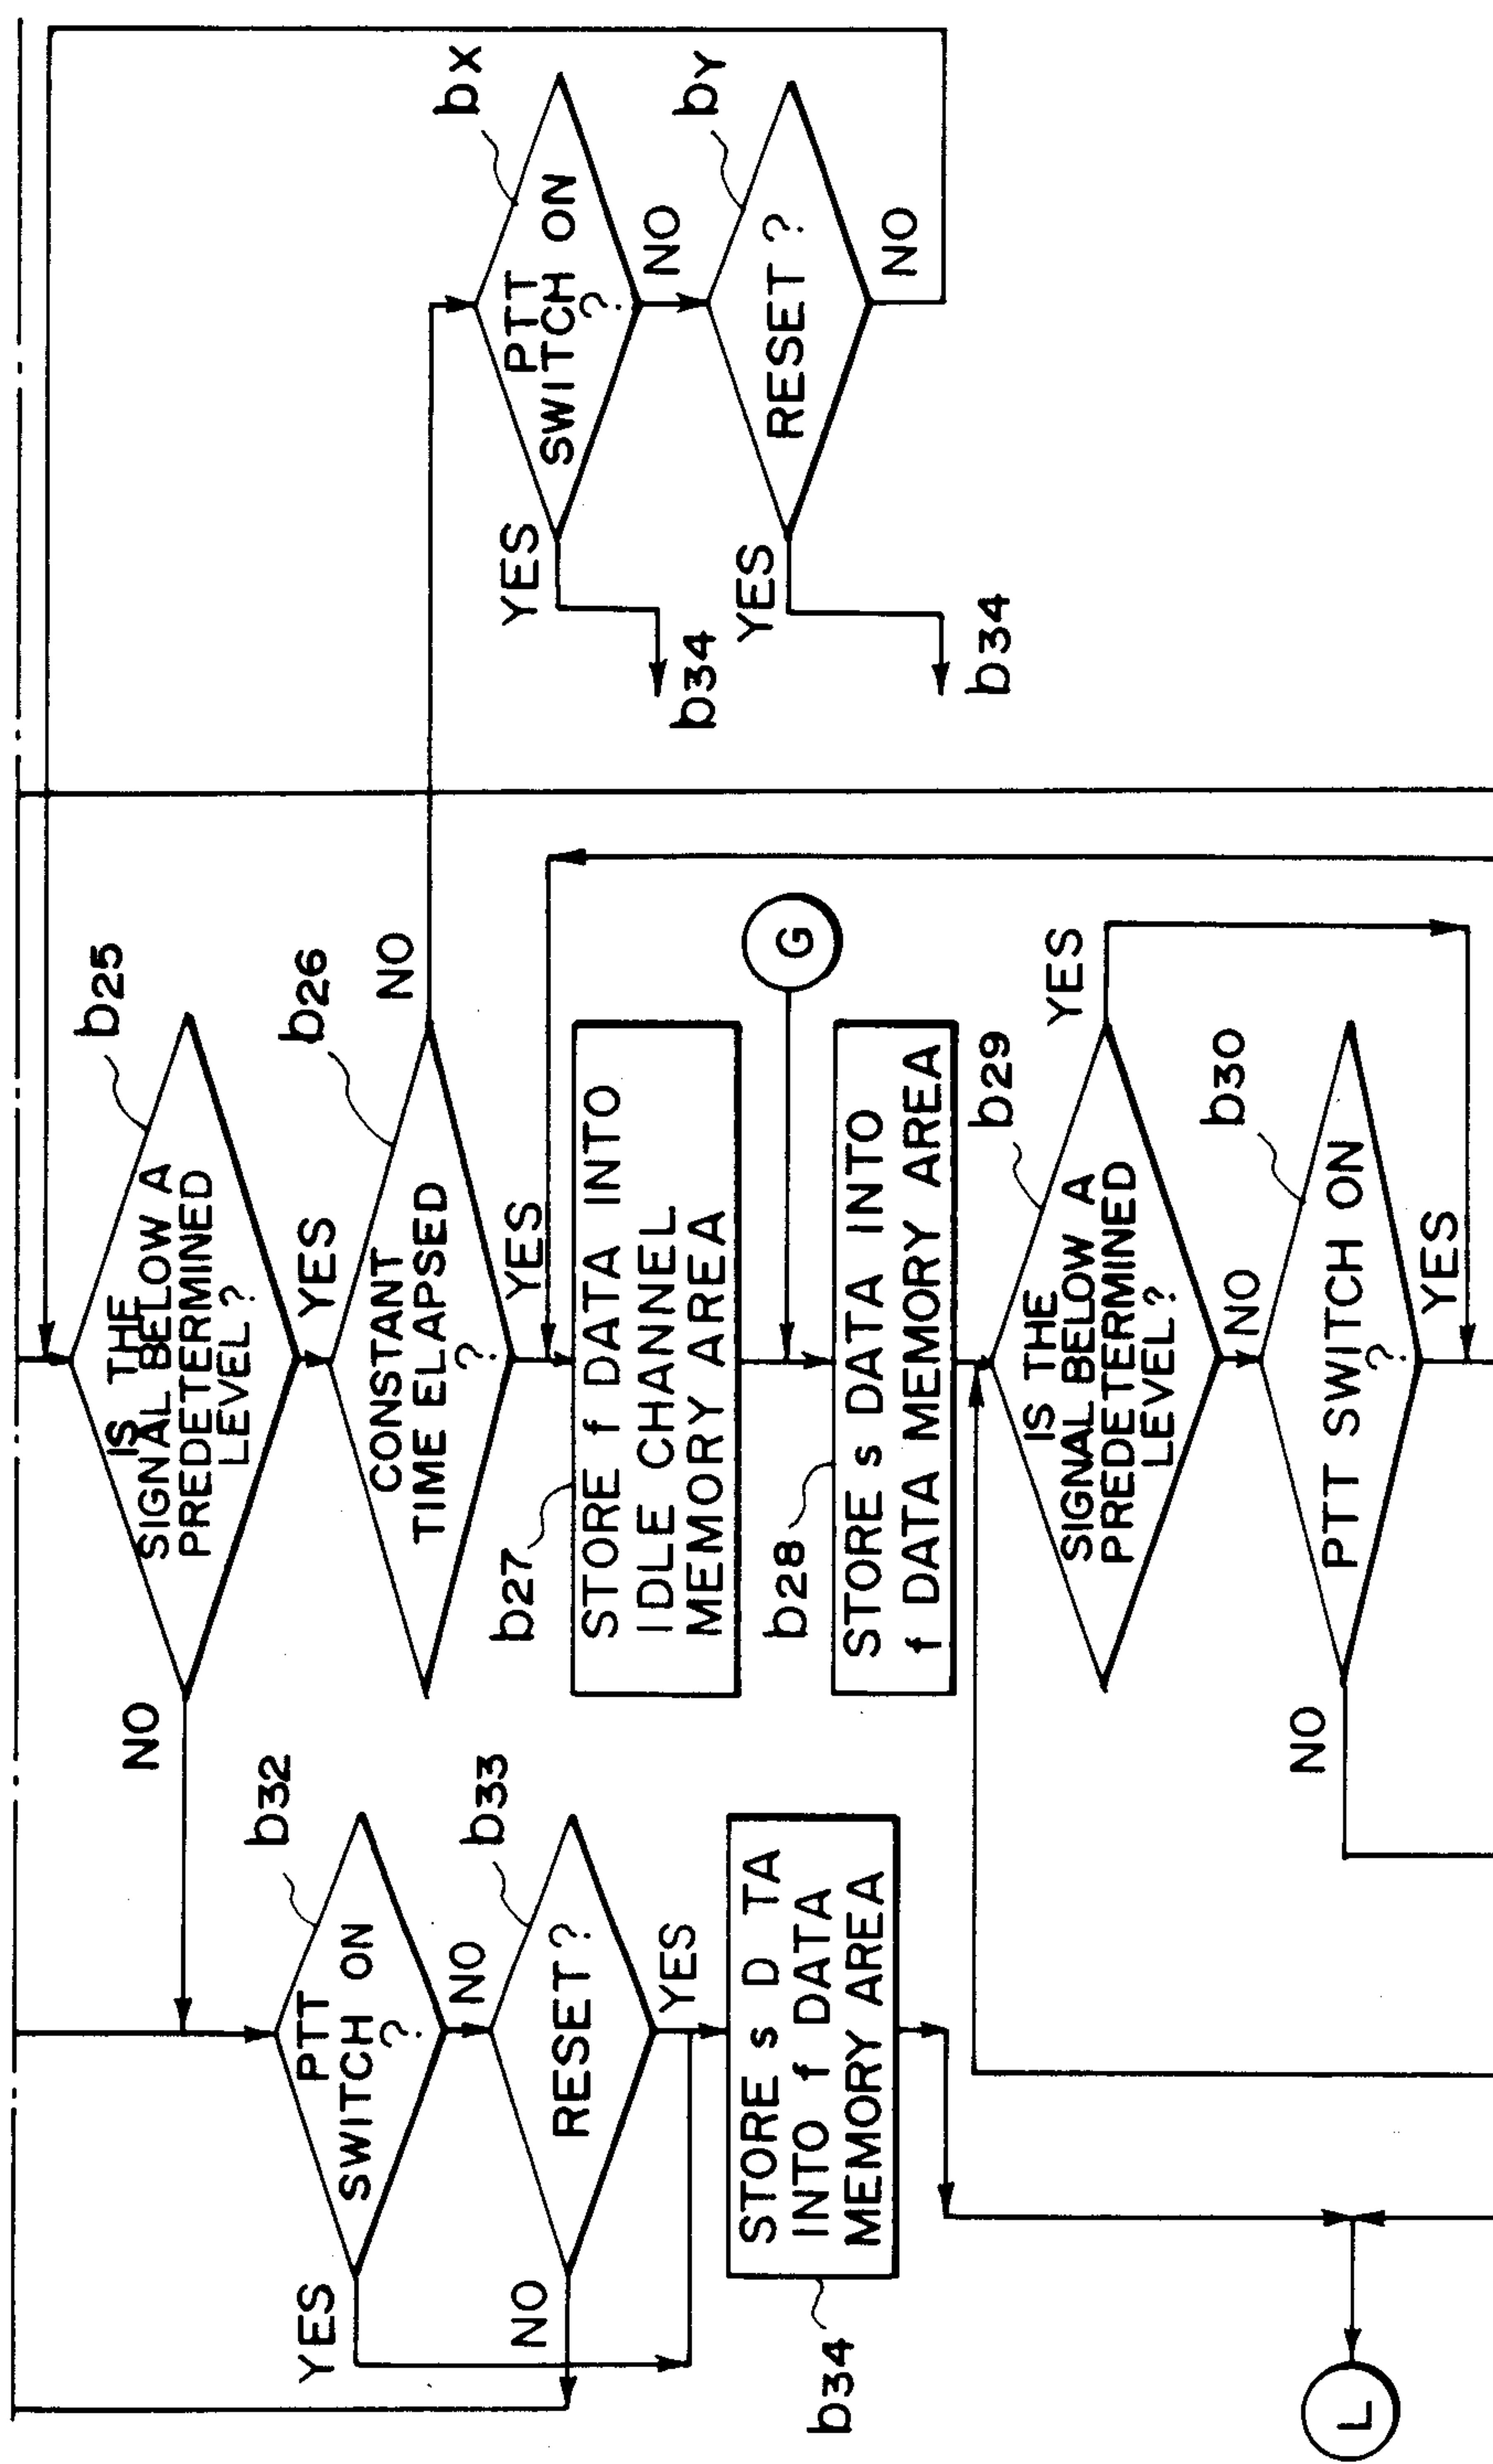 b25
IS THE
SIGNAL BELOW A
PREDETERMINED
LEVEL ?
NO
YES
b26
CONSTANT
TIME ELAPSED
?
NO
YES
bX
PTT
SWITCH ON
?
YES
b34
NO
bY
RESET ?
YES
b34
NO
b32
PTT
SWITCH ON
?
YES
NO
b33
RESET ?
NO
YES
b34
STORE s D TA
INTO f DATA
MEMORY AREA
b27
STORE f DATA INTO
IDLE CHANNEL
MEMORY AREA
G
b28
STORE s DATA INTO
f DATA MEMORY AREA
b29
IS THE
SIGNAL BELOW A
PREDETERMINED
LEVEL ?
YES
NO
b30
PTT SWITCH ON
?
NO
YES
L